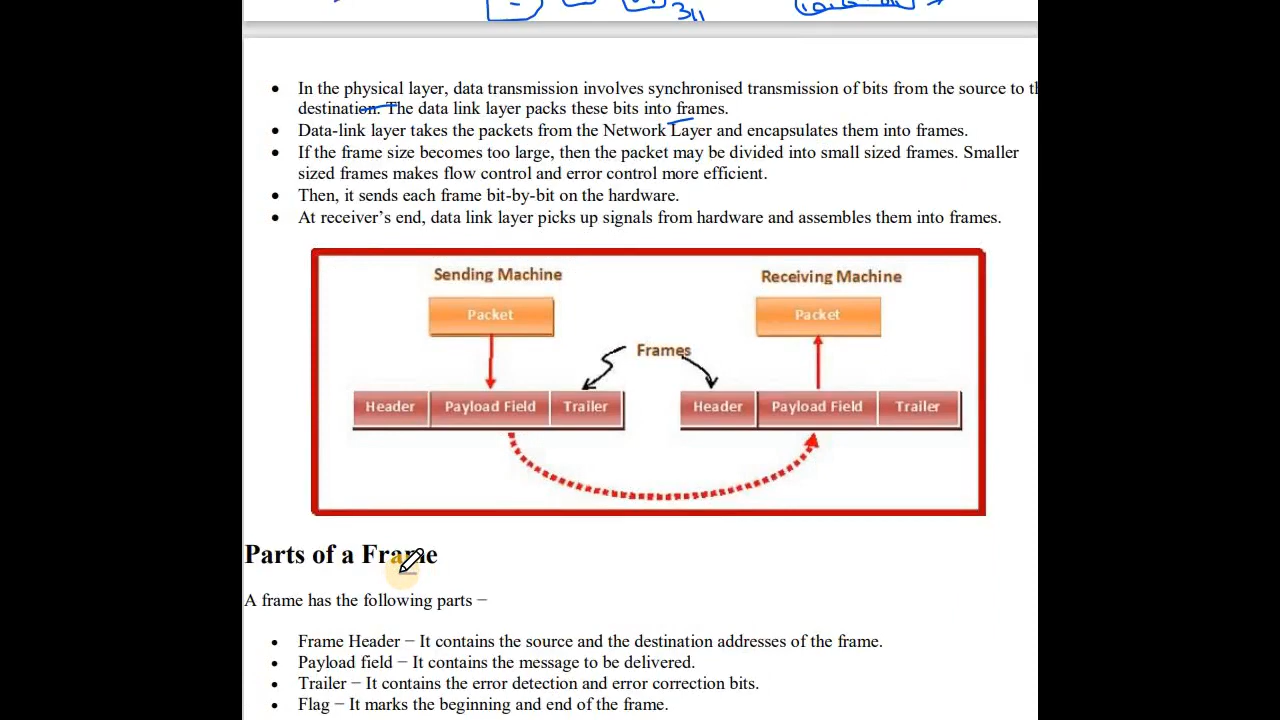 • In the physical layer, data transmission involves synchronised transmission of bits from the source to th
destination. The data link layer packs these bits into frames.
• Data-link layer takes the packets from the Network Layer and encapsulates them into frames.
• If the frame size becomes too large, then the packet may be divided into small sized frames. Smaller
sized frames makes flow control and error control more efficient.
• Then, it sends each frame bit-by-bit on the hardware.
• At receiver’s end, data link layer picks up signals from hardware and assembles them into frames.
Sending Machine Receiving Machine
Packet Packet
Frames
Header Payload Field Trailer Header Payload Field Trailer
Parts of a Frame
A frame has the following parts −
• Frame Header − It contains the source and the destination addresses of the frame.
• Payload field − It contains the message to be delivered.
• Trailer − It contains the error detection and error correction bits.
• Flag − It marks the beginning and end of the frame.